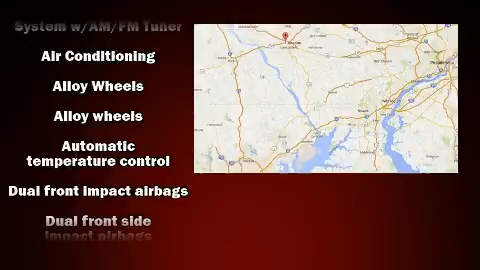 System w/AM/FM Tuner
Air Conditioning
Alloy Wheels
Alloy wheels
Automatic
temperature control
Dual front impact airbags
Dual front side
impact airbags